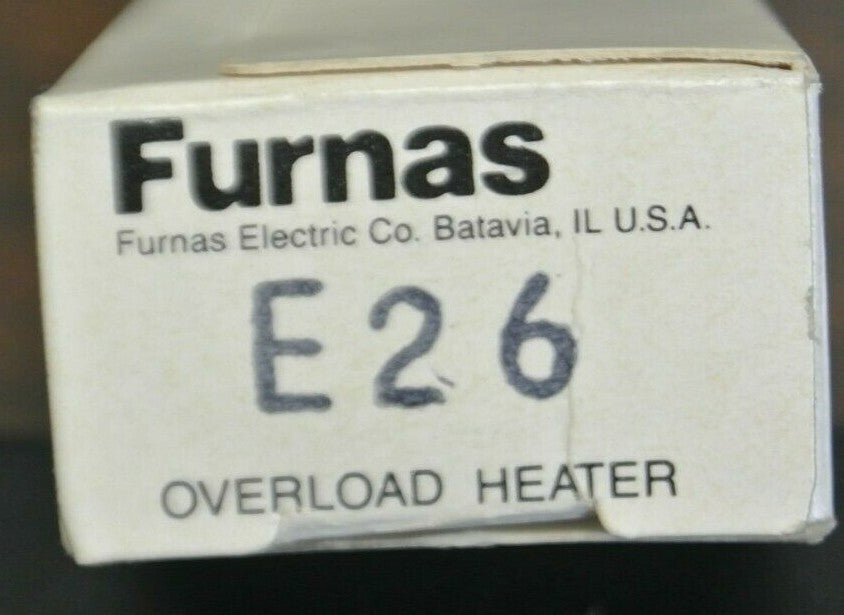 Furnas
Furnas Electric Co. Batavia, IL U.S.A.
E26
OVERLOAD HEATER